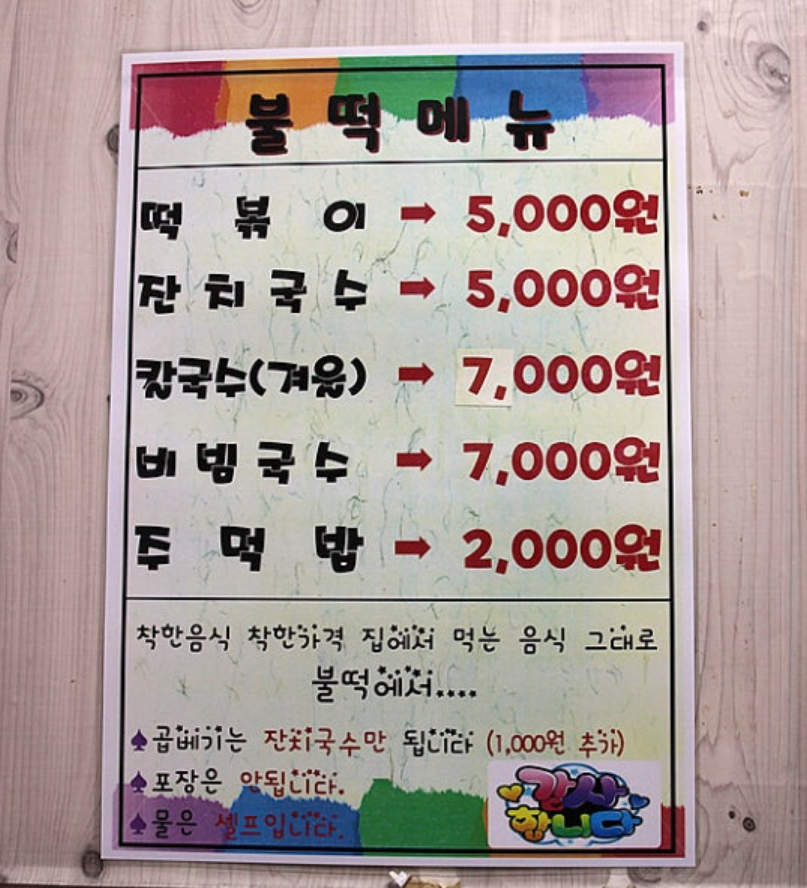 불떡메뉴
떡볶이 ➡ 5,000원
잔치국수 ➡ 5,000원
칼국수(겨울) ➡ 7,000원
비빔국수 ➡ 7,000원
주먹밥 ➡ 2,000원
착한음식 착한가격 집에서 먹는 음식 그대로
불떡에서....
♠곱베기는 잔치국수만 됩니다 (1,000원 추가)
♠포장은 안됩니다.
♠물은 셀프입니다.
감사
합니다